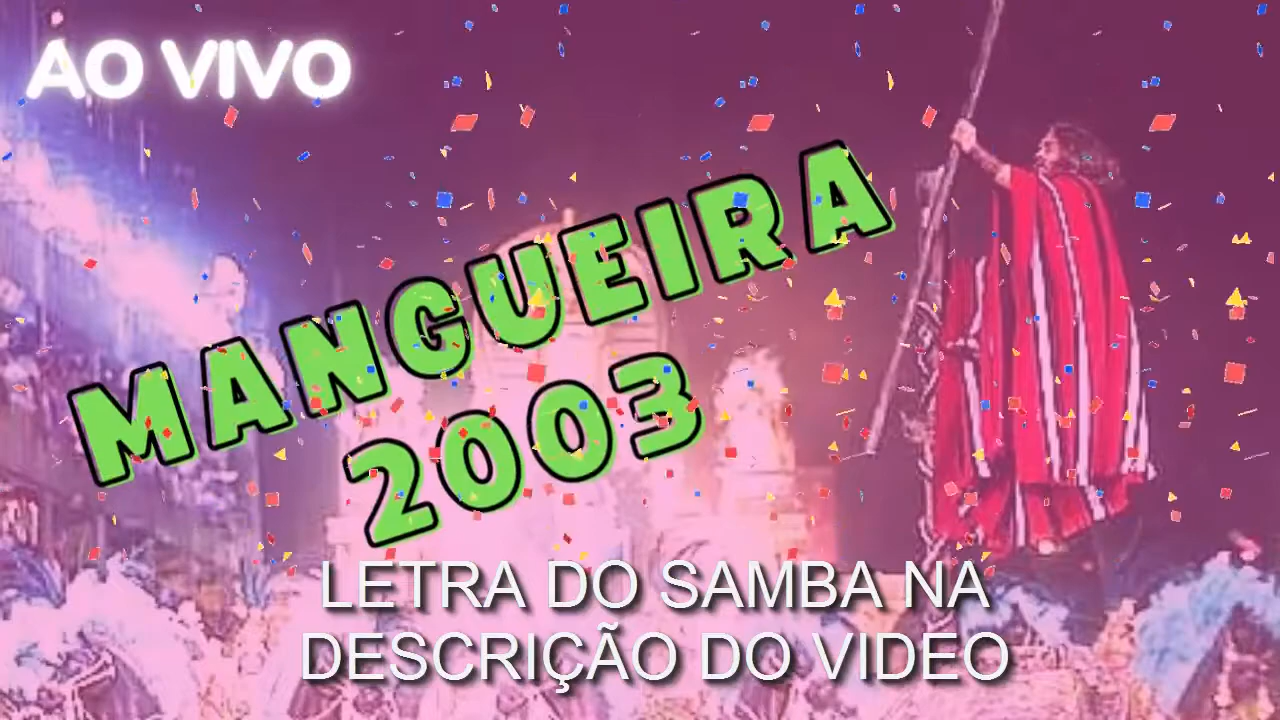 AO VIVO
MANGUEIRA
2003
LETRA DO SAMBA NA
DESCRIÇÃO DO VIDEO